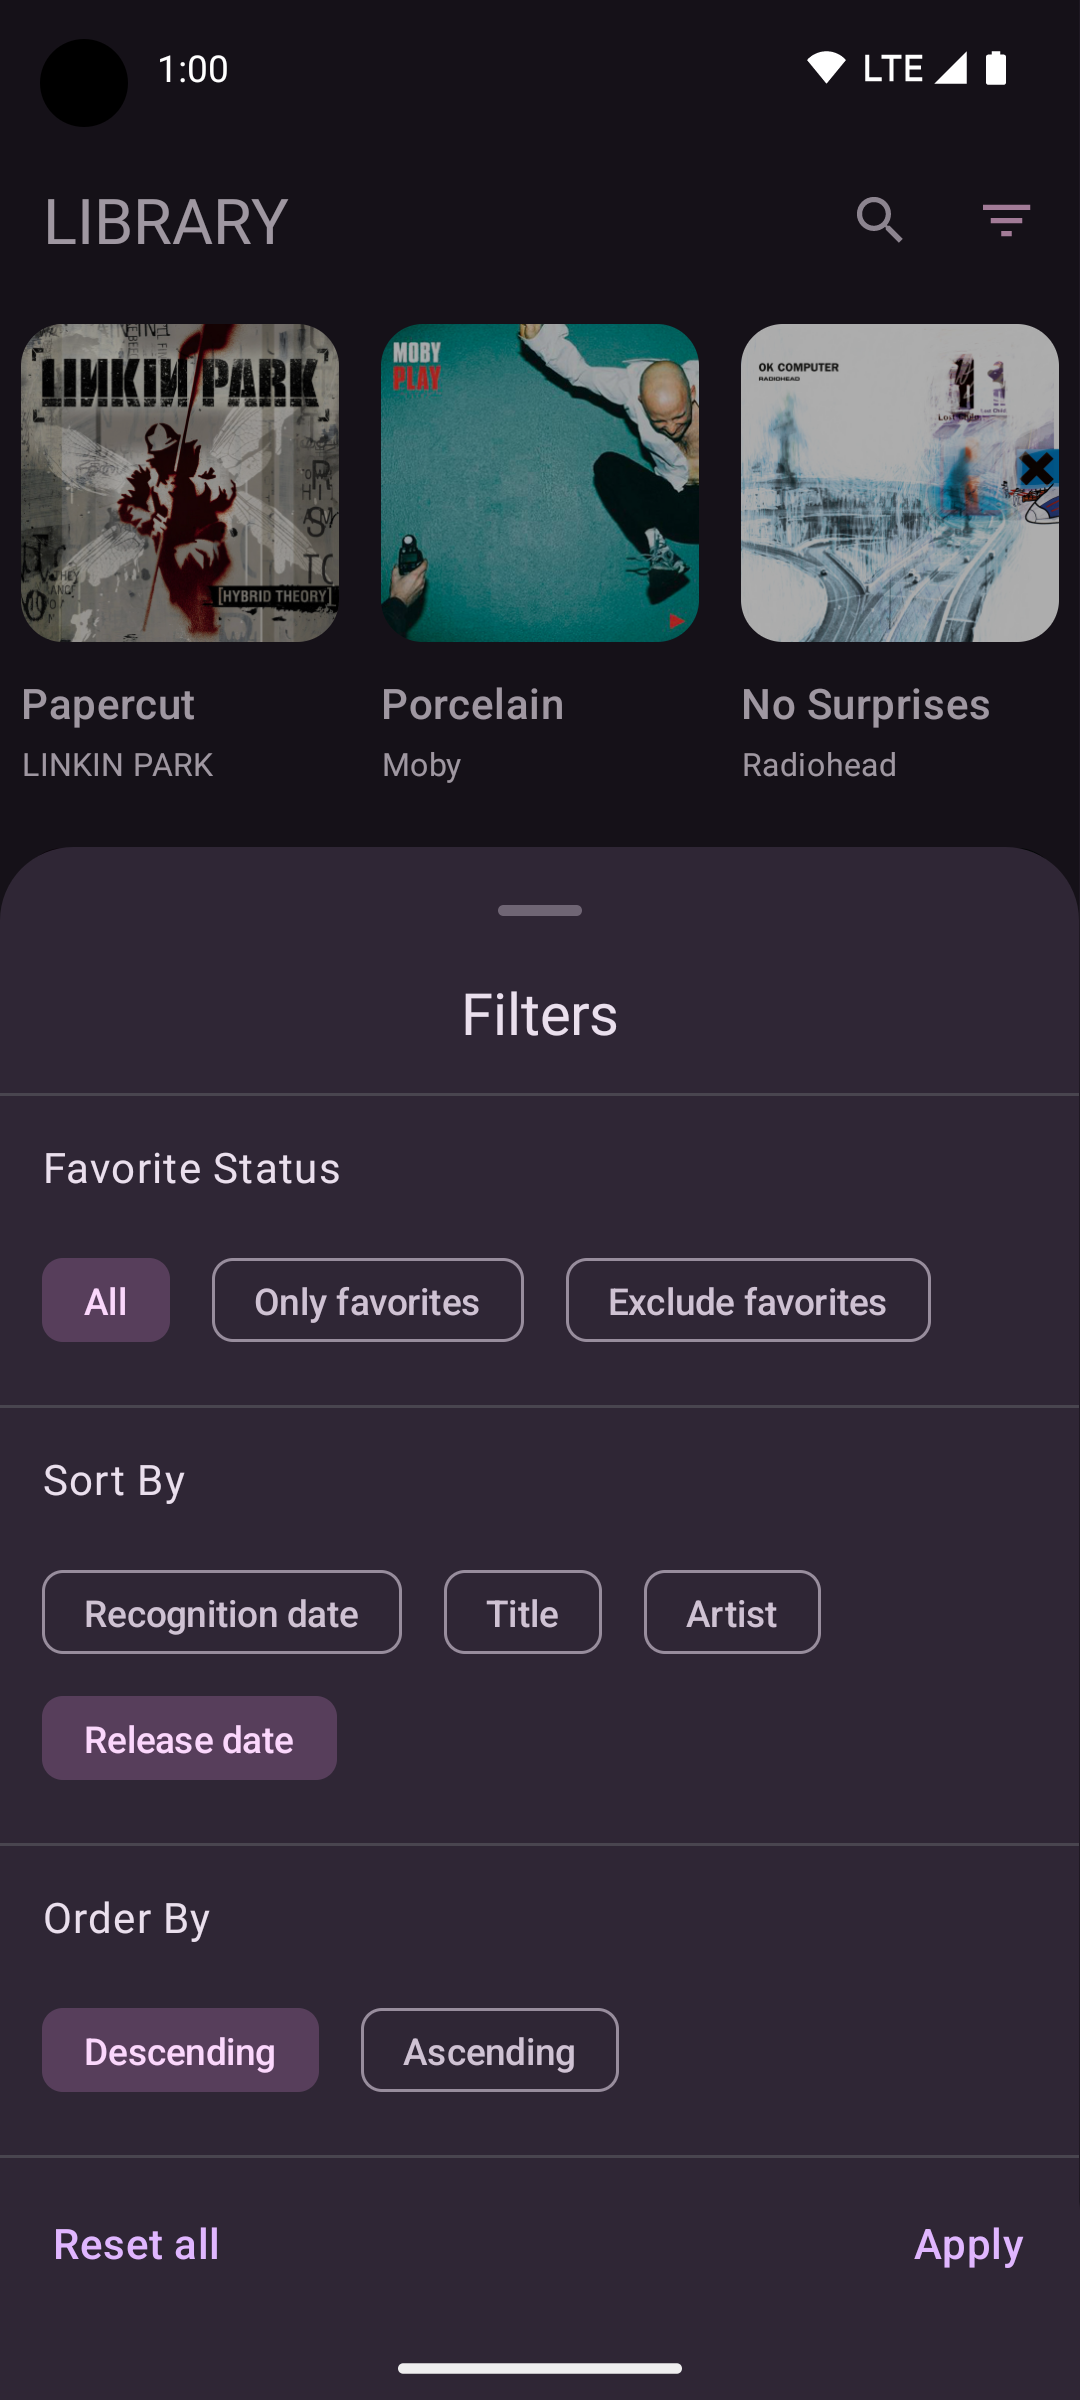 1:00 LTE
LIBRARY
LINKIN PARK
[HYBRID THEORY]
MOBY
PLAY
OK COMPUTER
RADIOHEAD
Papercut Porcelain No Surprises
LINKIN PARK Moby Radiohead
Filters
Favorite Status
All Only favorites Exclude favorites
Sort By
Recognition date Title Artist
Release date
Order By
Descending Ascending
Reset all Apply